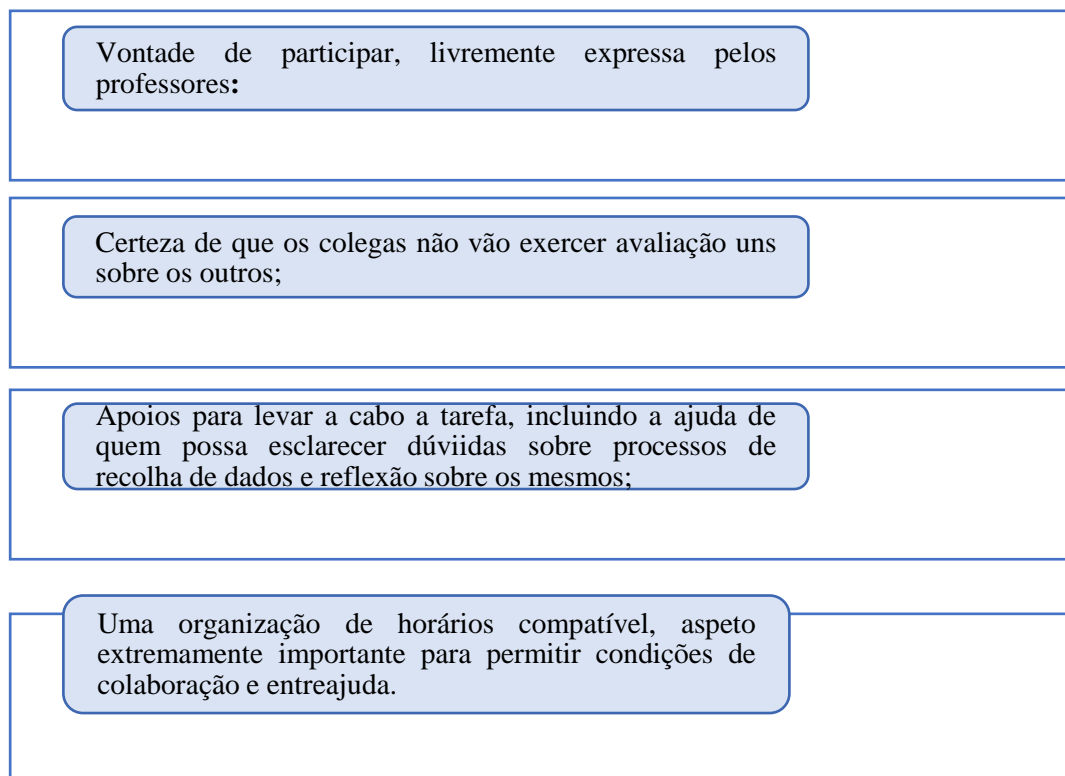 Vontade de participar, livremente expressa pelos
professores:
Certeza de que os colegas não vão exercer avaliação uns
sobre os outros;
Apoios para levar a cabo a tarefa, incluindo a ajuda de
quem possa esclarecer dúviidas sobre processos de
recolha de dados e reflexão sobre os mesmos;
Uma organização de horários compatível, aspeto
extremamente importante para permitir condições de
colaboração e entreajuda.